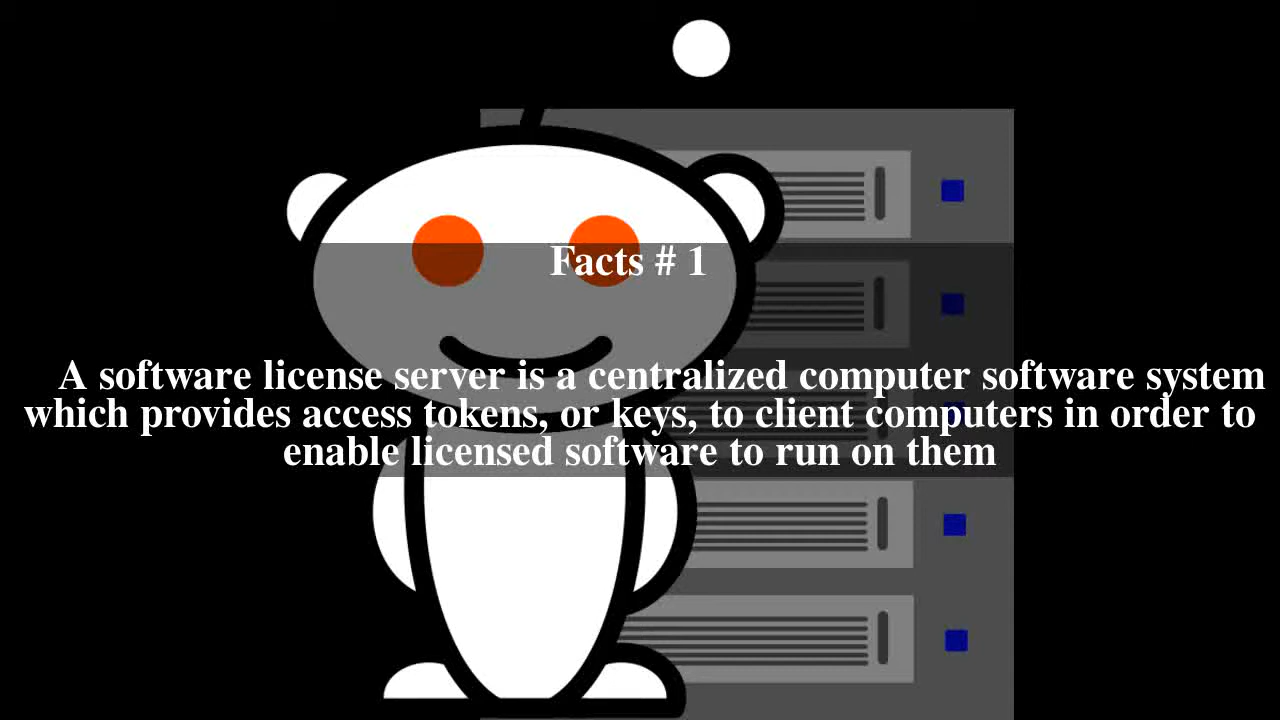 Facts # 1
A software license server is a centralized computer software system
which provides access tokens, or keys, to client computers in order to
enable licensed software to run on them